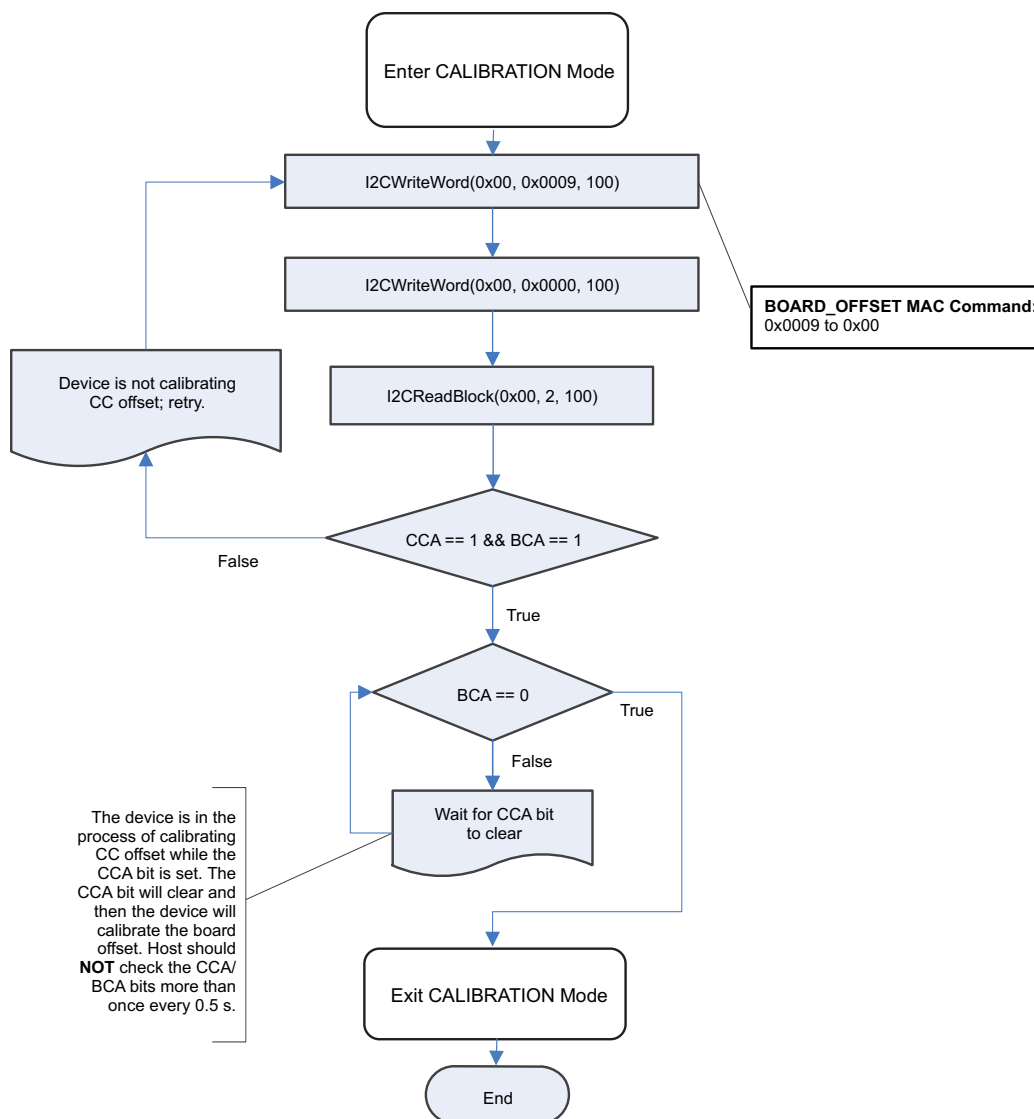 Enter CALIBRATION Mode
I2CWriteWord(0x00, 0x0009, 100)
I2CWriteWord(0x00, 0x0000, 100)
BOARD_OFFSET MAC Command:
0x0009 to 0x00
Device is not calibrating
CC offset; retry.
I2CReadBlock(0x00, 2, 100)
CCA == 1 && BCA == 1
False
True
BCA == 0
True
False
Wait for CCA bit
to clear
The device is in the
process of calibrating
CC offset while the
CCA bit is set. The
CCA bit will clear and
then the device will
calibrate the board
offset. Host should
NOT check the CCA/
BCA bits more than
once every 0.5 s.
Exit CALIBRATION Mode
End